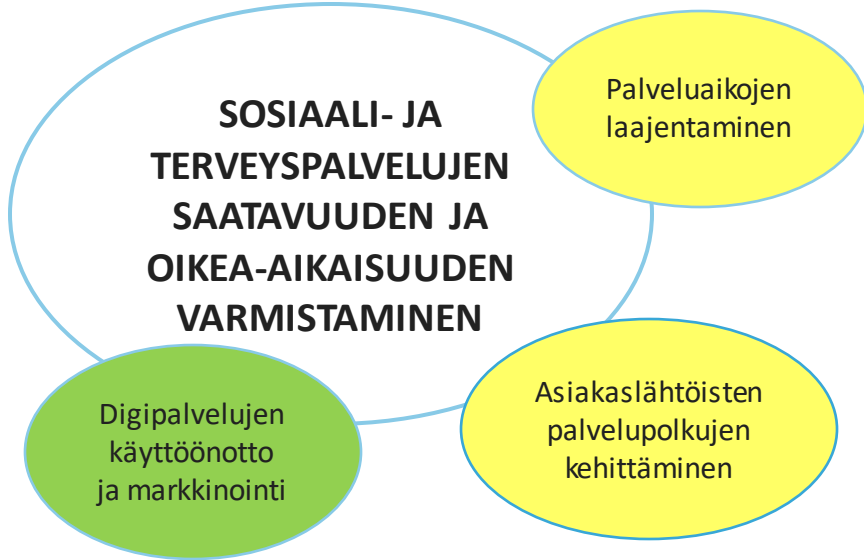 SOSIAALI- JA
TERVEYSPALVELUJEN
SAATAVUUDEN JA
OIKEA-AIKAISUUDEN
VARMISTAMINEN
Palveluaikojen
laajentaminen
Digipalvelujen
käyttöönotto
ja markkinointi
Asiakaslähtöisten
palvelupolkujen
kehittäminen